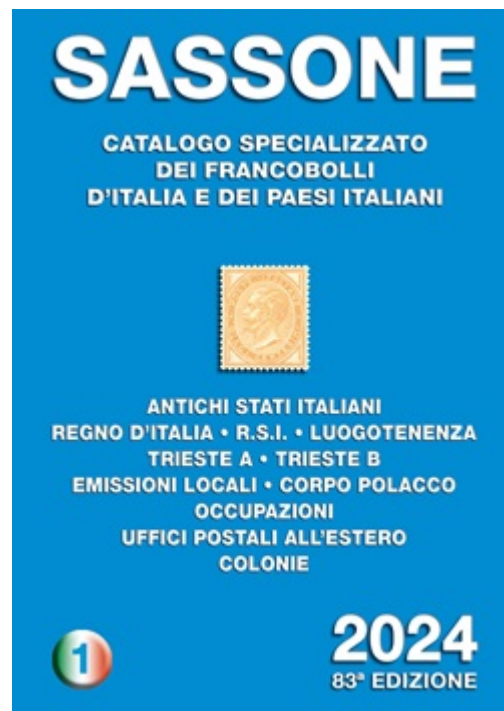 SASSONE
CATALOGO SPECIALIZZATO
DEI FRANCOBOLLI
D'ITALIA E DEI PAESI ITALIANI
ANTICHI STATI ITALIANI
REGNO D'ITALIA • R.S.I. • LUOGOTENENZA
TRIESTE A • TRIESTE B
EMISSIONI LOCALI • CORPO POLACCO
OCCUPAZIONI
UFFICI POSTALI ALL'ESTERO
COLONIE
1
2024
83ª EDIZIONE